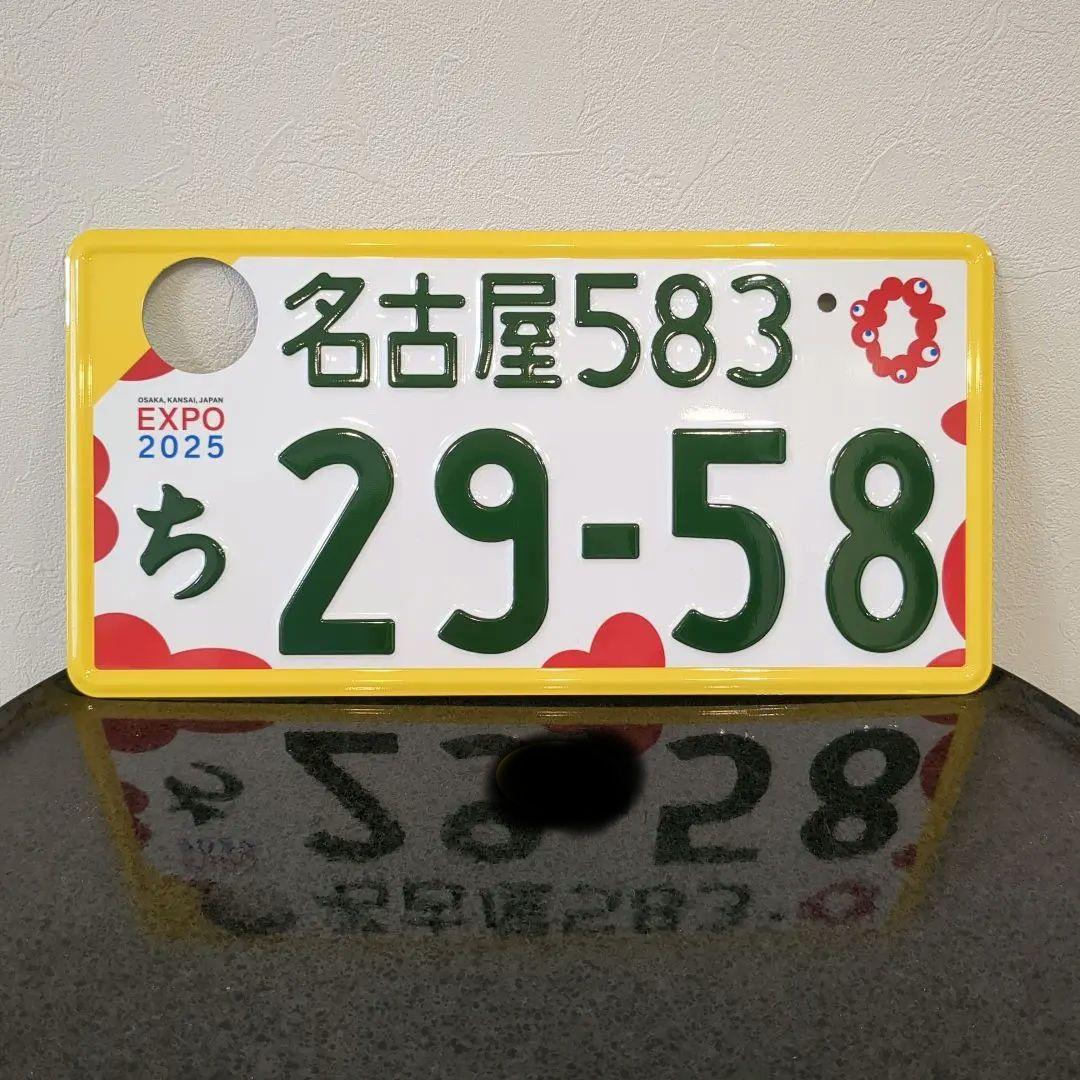 名古屋583
OSAKA, KANSAI, JAPAN
EXPO
2025
ち 29-58